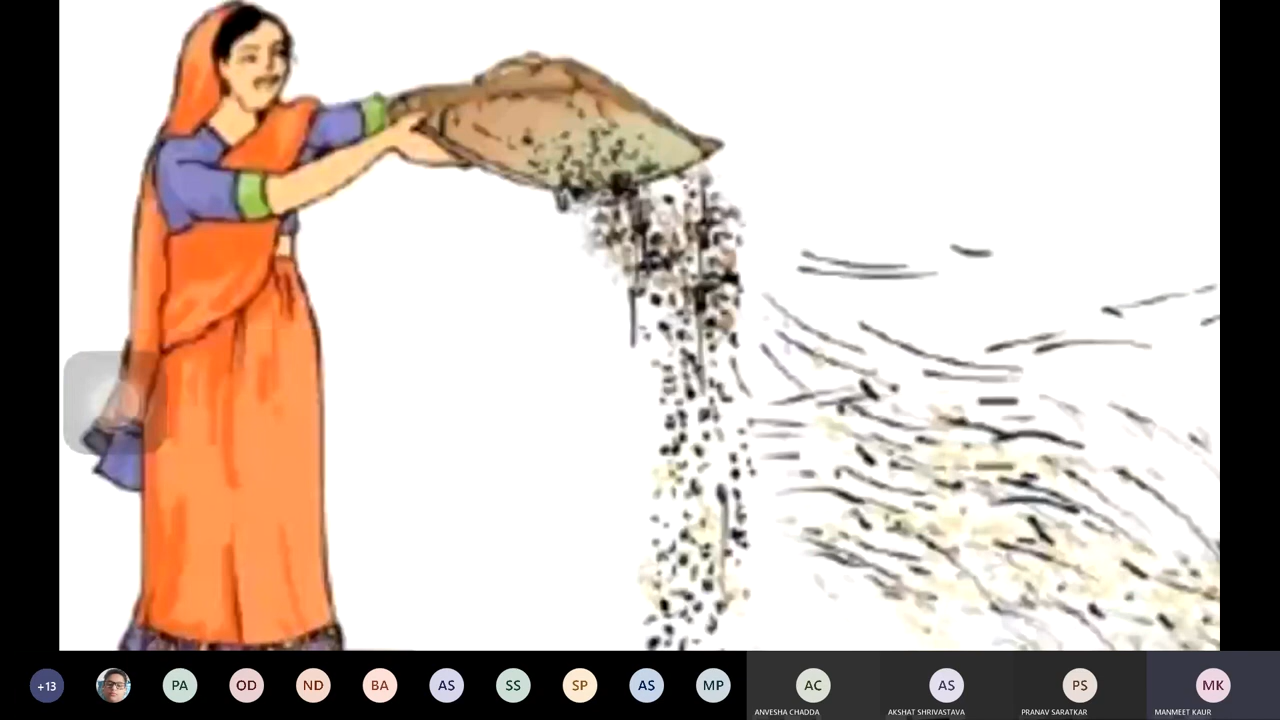 +13
PA
OD
ND
BA
AS
SS
SP
AS
MP
AC
AS
PS
MK
ANVESHA CHADDA
AKSHAT SHRIVASTAVA
PRANAV SARATKAR
MANMEET KAUR